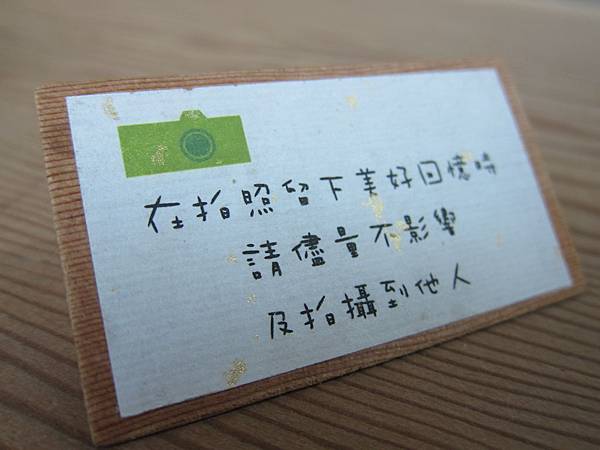 在拍照留下美好回憶時
請儘量不影響
及拍攝到他人